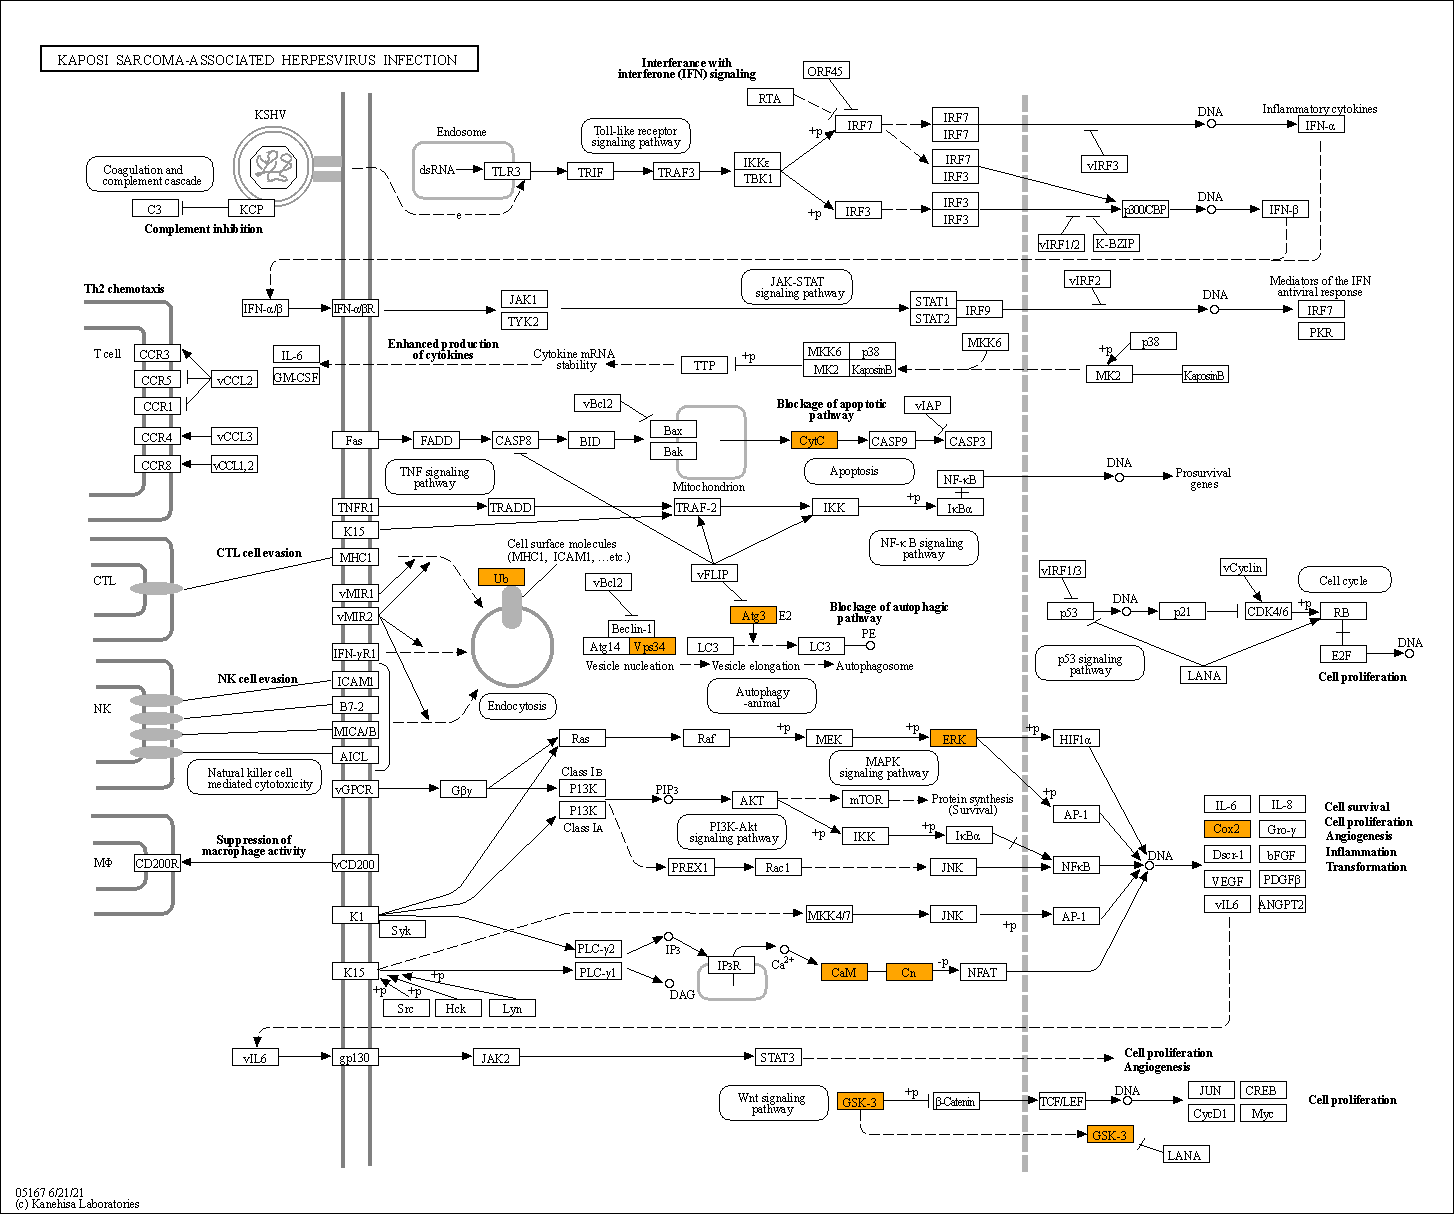 KAPOSI SARCOMA-ASSOCIATED HERPESVIRUS INFECTION
Interferance with
interferone (IFN) signaling
ORF45
RTA
KSHV
Endosome
Toll-like receptor
signaling pathway
+p
IRF7
IRF7
IRF7
DNA
Inflammatory cytokines
IFN-α
Coagulation and
complement cascade
dsRNA
TLR3
TRIF
TRAF3
IKKε
TBK1
IRF7
IRF3
vIRF3
C3
KCP
Complement inhibition
e
+p
IRF3
IRF3
IRF3
p300/CBP
DNA
IFN-β
vIRF1/2
K-BZIP
Th2 chemotaxis
IFN-α/β
IFN-α/βR
JAK1
TYK2
JAK-STAT
signaling pathway
STAT1
STAT2
IRF9
vIRF2
DNA
Mediators of the IFN
antiviral response
IRF7
PKR
T cell
CCR3
CCR5
CCR1
CCR4
CCR8
vCCL2
vCCL3
vCCL1,2
IL-6
GM-CSF
Enhanced production
of cytokines
Cytokine mRNA
stability
TTP
+p
MKK6
p38
MK2
KaposinB
MKK6
+p
p38
MK2
KaposinB
vBcl2
Blockage of apoptotic
pathway
vIAP
Fas
FADD
CASP8
BID
Bax
Bak
CytC
CASP9
CASP3
TNF signaling
pathway
Mitochondrion
Apoptosis
NF-κB
DNA
Prosurvival
genes
TNFR1
TRADD
TRAF-2
IKK
+p
IκBα
K15
NF-κ B signaling
pathway
CTL
CTL cell evasion
MHC1
Cell surface molecules
(MHC1, ICAM1, ...etc.)
Ub
vMIR1
vMIR2
IFN-γR1
vBcl2
Beclin-1
Atg14
Vps34
vFLIP
Atg3
E2
Blockage of autophagic
pathway
LC3
LC3
PE
Vesicle nucleation
Vesicle elongation
Autophagosome
Autophagy
-animal
vIRF1/3
p53
DNA
p21
vCyclin
CDK4/6
+p
RB
Cell cycle
E2F
DNA
p53 signaling
pathway
LANA
Cell proliferation
NK
NK cell evasion
ICAM1
B7-2
MICA/B
AICL
Endocytosis
Natural killer cell
mediated cytotoxicity
vGPCR
Gβγ
Ras
Raf
+p
MEK
+p
ERK
+p
HIF1α
MAPK
signaling pathway
Class IB
P13K
P13K
Class IA
PIP3
AKT
mTOR
Protein synthesis
(Survival)
+p
AP-1
PI3K-Akt
signaling pathway
+p
IKK
+p
IκBα
PREX1
Rac1
JNK
NFκB
DNA
IL-6
IL-8
Cox2
Gro-γ
Dscr-1
bFGF
VEGF
PDGFβ
vIL6
ANGPT2
Cell survival
Cell proliferation
Angiogenesis
Inflammation
Transformation
MΦ
CD200R
Suppression of
macrophage activity
vCD200
K1
Syk
MKK4/7
JNK
+p
AP-1
PLC-γ2
IP3
PLC-γ1
DAG
IP3R
Ca2+
CaM
Cn
-p
NFAT
K15
+p
+p
+p
Src
Hck
Lyn
vIL6
gp130
JAK2
STAT3
Cell proliferation
Angiogenesis
Wnt signaling
pathway
GSK-3
+p
β-Catenin
TCF/LEF
DNA
JUN
CREB
CycD1
Myc
Cell proliferation
GSK-3
LANA
05167 6/21/21
(c) Kanehisa Laboratories